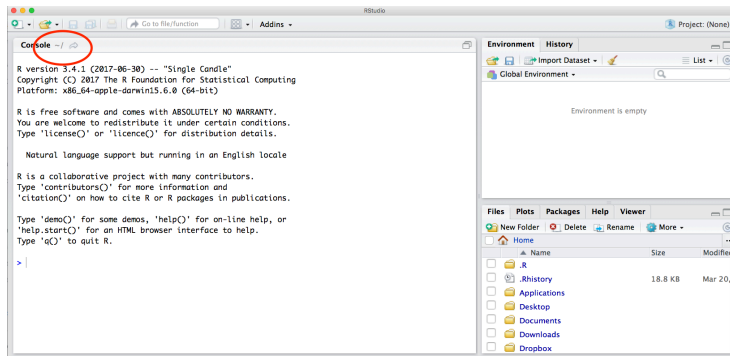 RStudio
Go to file/function
Addins
Project: (None)
Console ~/
R version 3.4.1 (2017-06-30) -- "Single Candle"
Copyright (C) 2017 The R Foundation for Statistical Computing
Platform: x86_64-apple-darwin15.6.0 (64-bit)
R is free software and comes with ABSOLUTELY NO WARRANTY.
You are welcome to redistribute it under certain conditions.
Type 'license()' or 'licence()' for distribution details.
Natural language support but running in an English locale
R is a collaborative project with many contributors.
Type 'contributors()' for more information and
'citation()' on how to cite R or R packages in publications.
Type 'demo()' for some demos, 'help()' for on-line help, or
'help.start()' for an HTML browser interface to help.
Type 'q()' to quit R.
>
Environment History
Import Dataset
List
Global Environment
Environment is empty
Files Plots Packages Help Viewer
New Folder Delete Rename More
Home
Name Size Modified
.R
.Rhistory 18.8 KB Mar 20,
Applications
Desktop
Documents
Downloads
Dropbox